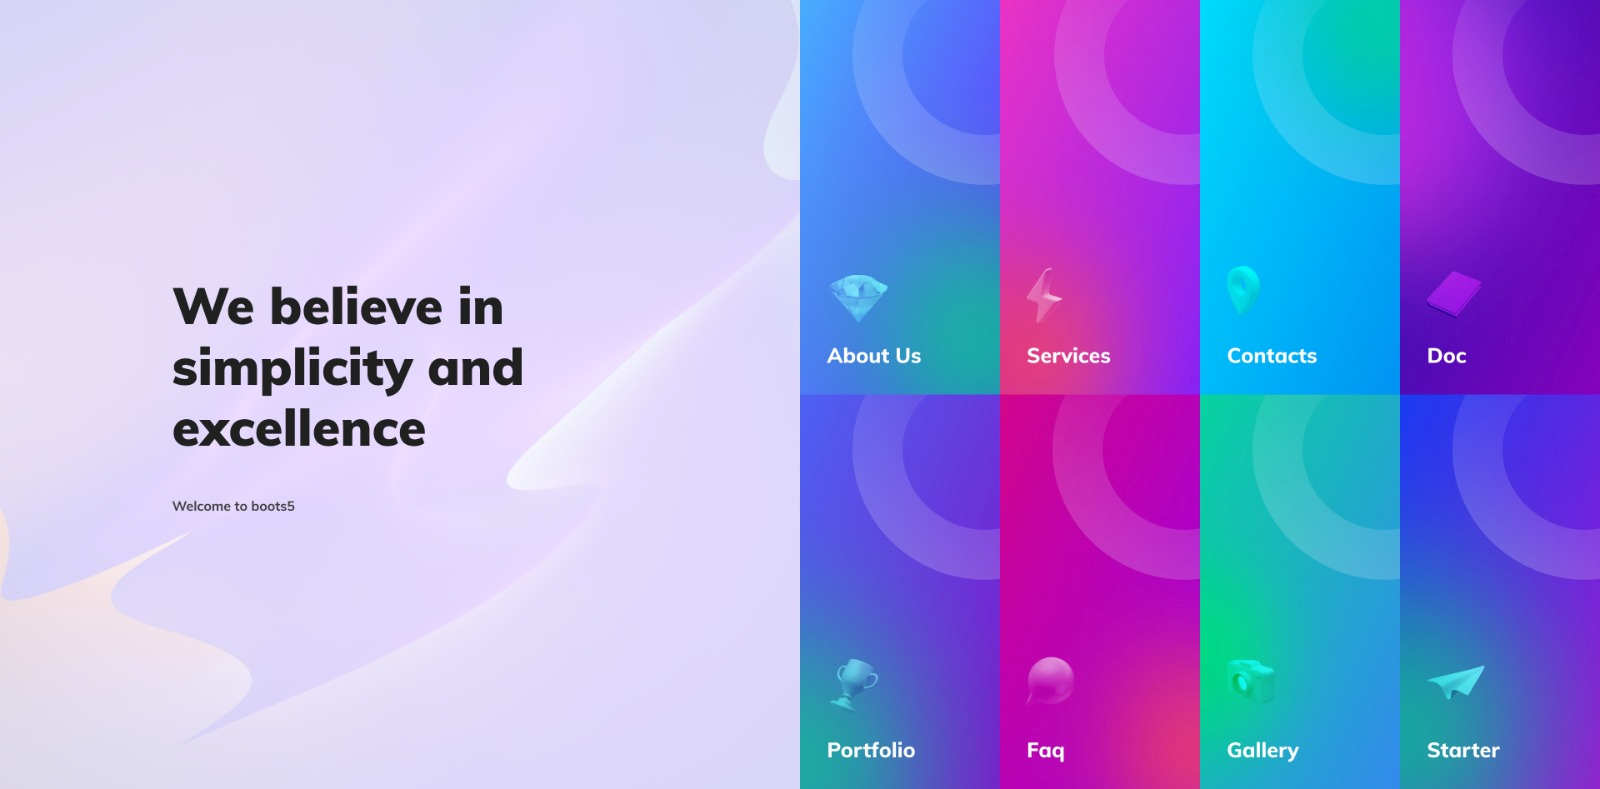 We believe in
simplicity and
excellence
Welcome to boots5
About Us
Services
Contacts
Doc
Portfolio
Faq
Gallery
Starter